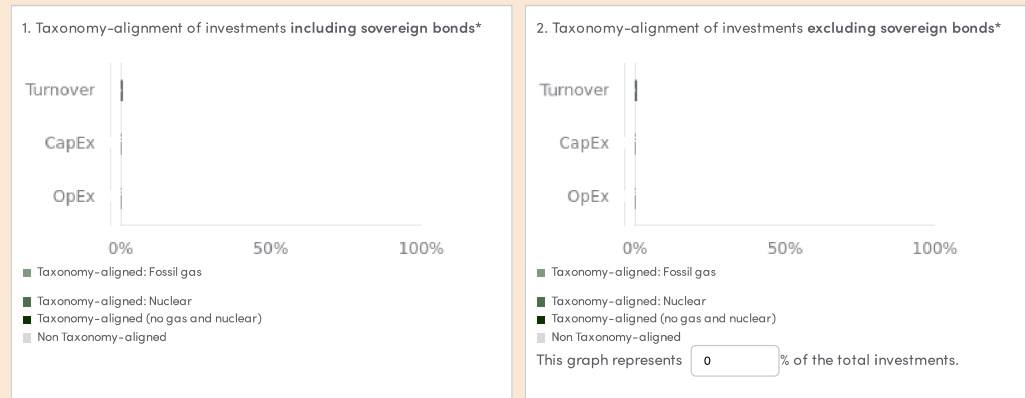 1. Taxonomy-alignment of investments including sovereign bonds*
Turnover
CapEx
OpEx
0% 50% 100%
Taxonomy-aligned: Fossil gas
Taxonomy-aligned: Nuclear
Taxonomy-aligned (no gas and nuclear)
Non Taxonomy-aligned
2. Taxonomy-alignment of investments excluding sovereign bonds*
Turnover
CapEx
OpEx
0% 50% 100%
Taxonomy-aligned: Fossil gas
Taxonomy-aligned: Nuclear
Taxonomy-aligned (no gas and nuclear)
Non Taxonomy-aligned
This graph represents 0 % of the total investments.